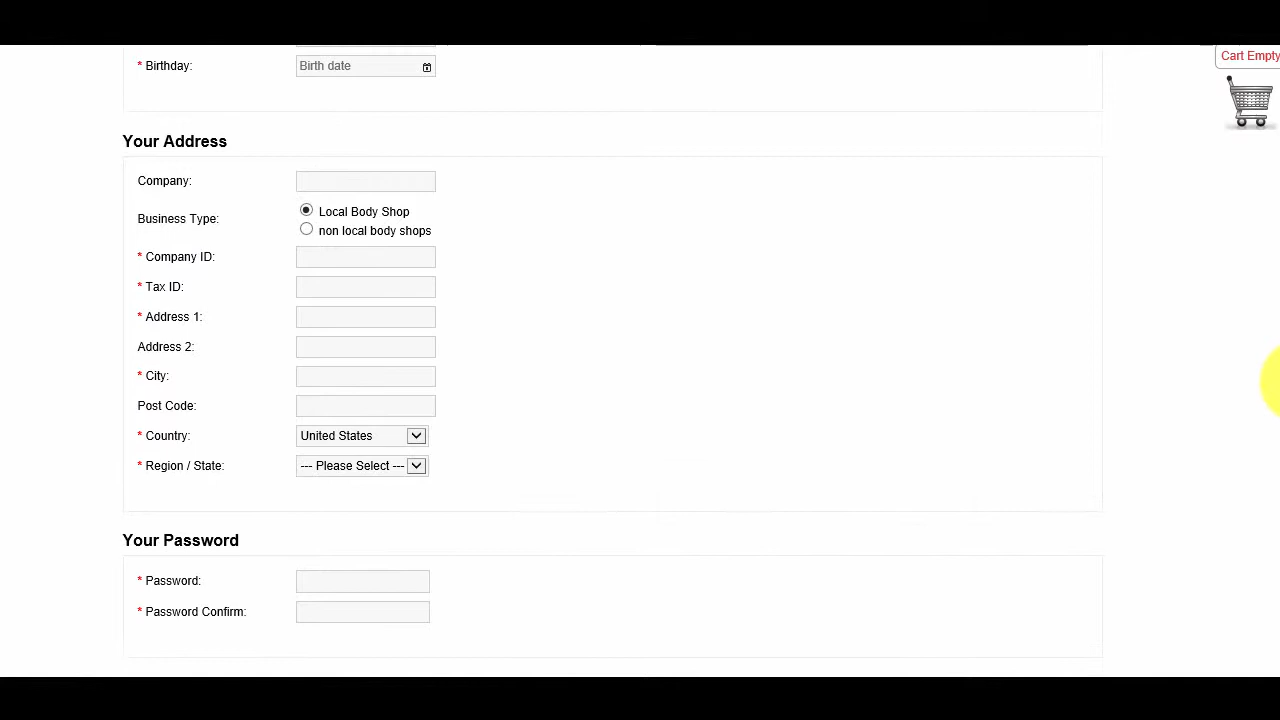 * Birthday: Birth date
Cart Empty
Your Address
Company:
Business Type: Local Body Shop
non local body shops
* Company ID:
* Tax ID:
* Address 1:
Address 2:
* City:
Post Code:
* Country: United States
* Region / State: --- Please Select ---
Your Password
* Password:
* Password Confirm: